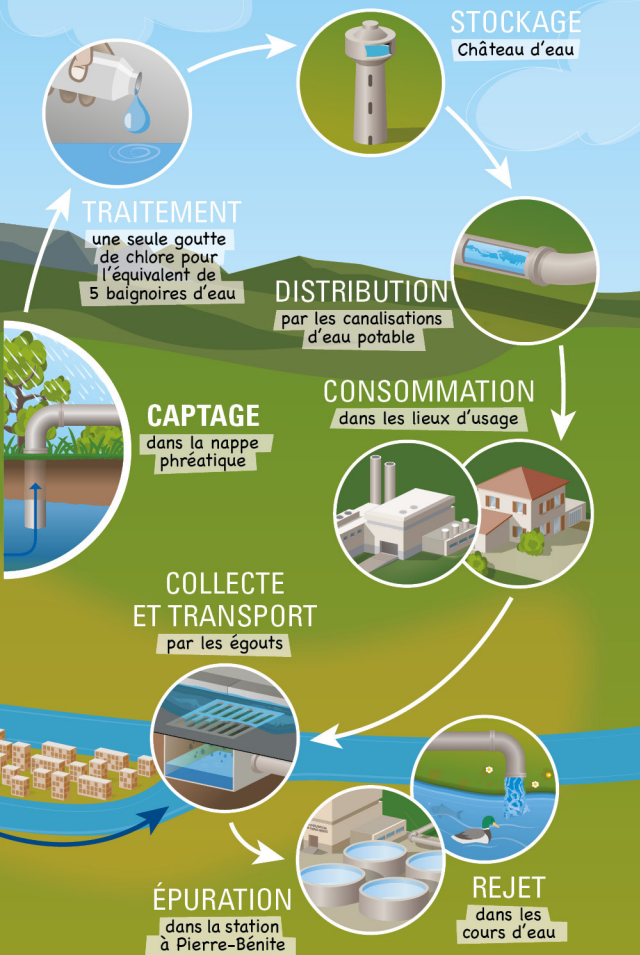 STOCKAGE
Château d'eau
TRAITEMENT
une seule goutte
de chlore pour
l'équivalent de
5 baignoires d'eau
DISTRIBUTION
par les canalisations
d'eau potable
CONSOMMATION
dans les lieux d'usage
CAPTAGE
dans la nappe
phréatique
COLLECTE
ET TRANSPORT
par les égouts
ÉPURATION
dans la station
à Pierre-Bénite
REJET
dans les
cours d'eau